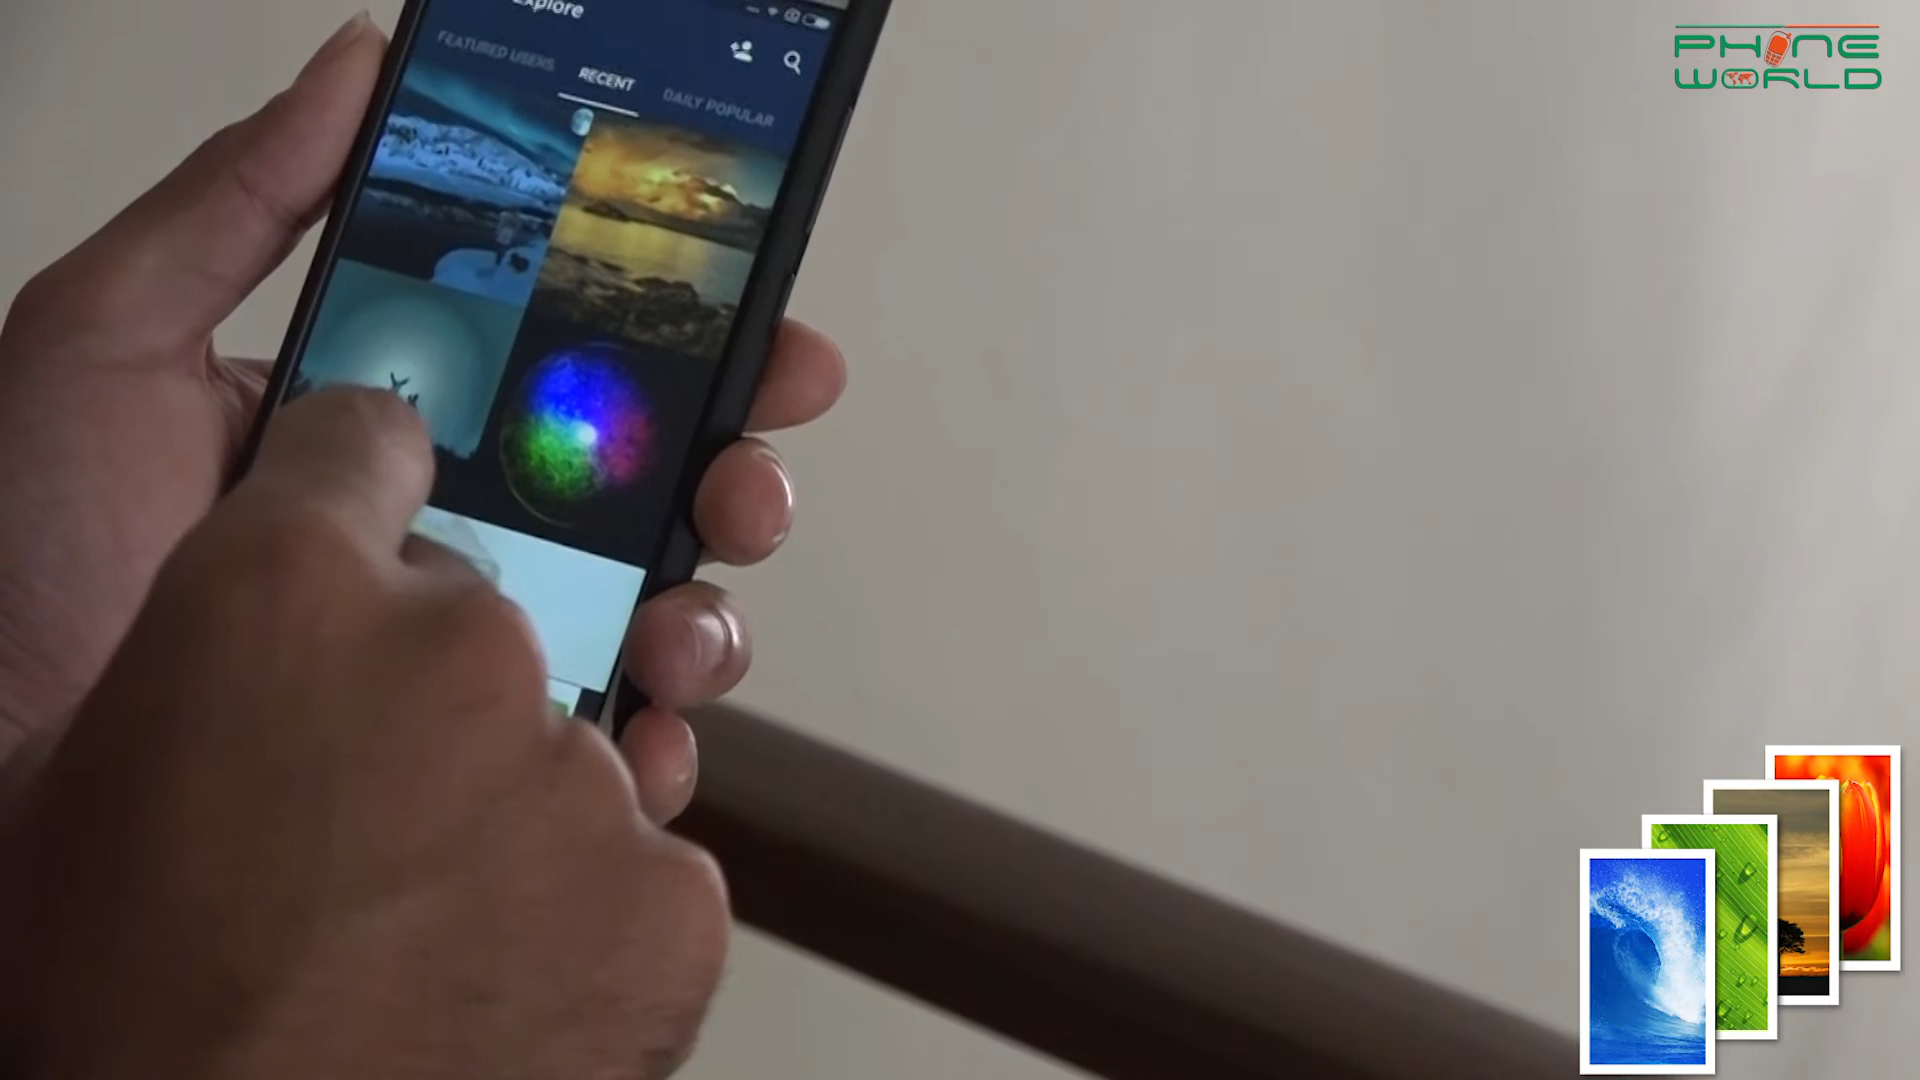 Explore
FEATURED USERS
RECENT
DAILY POPULAR
PHONE
WORLD